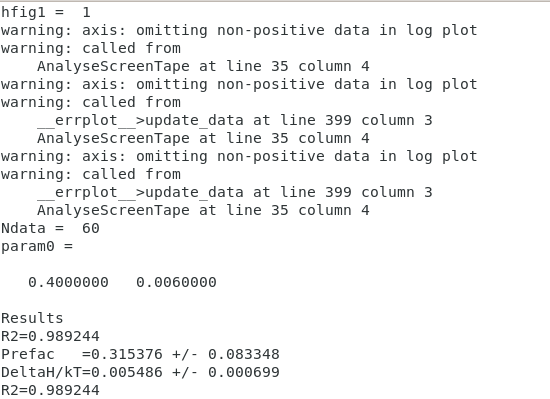 hfig1 =  1
warning: axis: omitting non-positive data in log plot
warning: called from
    AnalyseScreenTape at line 35 column 4
warning: axis: omitting non-positive data in log plot
warning: called from
    __errplot__>update_data at line 399 column 3
    AnalyseScreenTape at line 35 column 4
warning: axis: omitting non-positive data in log plot
warning: called from
    __errplot__>update_data at line 399 column 3
    AnalyseScreenTape at line 35 column 4
Ndata =  60
param0 =

   0.4000000   0.0060000

Results
R2=0.989244
Prefac   =0.315376 +/- 0.083348
DeltaH/kT=0.005486 +/- 0.000699
R2=0.989244